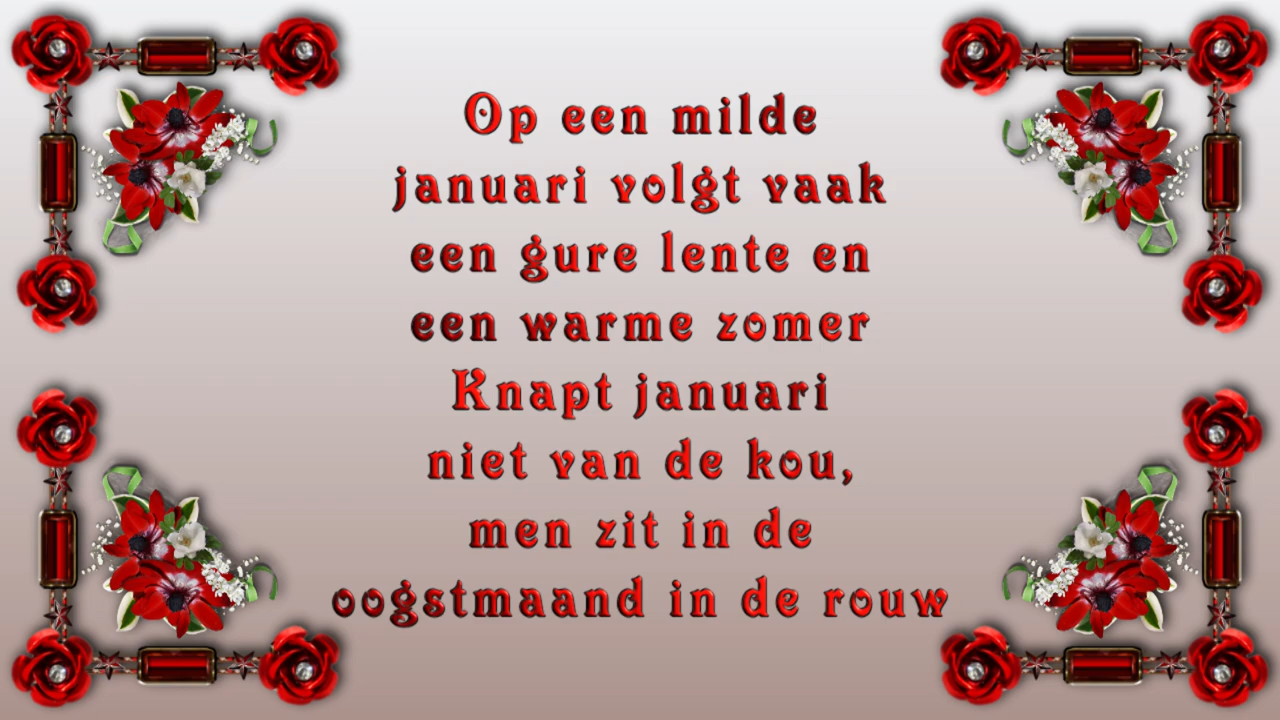 Op een milde
januari volgt vaak
een gure lente en
een warme zomer
Knapt januari
niet van de kou,
men zit in de
oogstmaand in de rouw